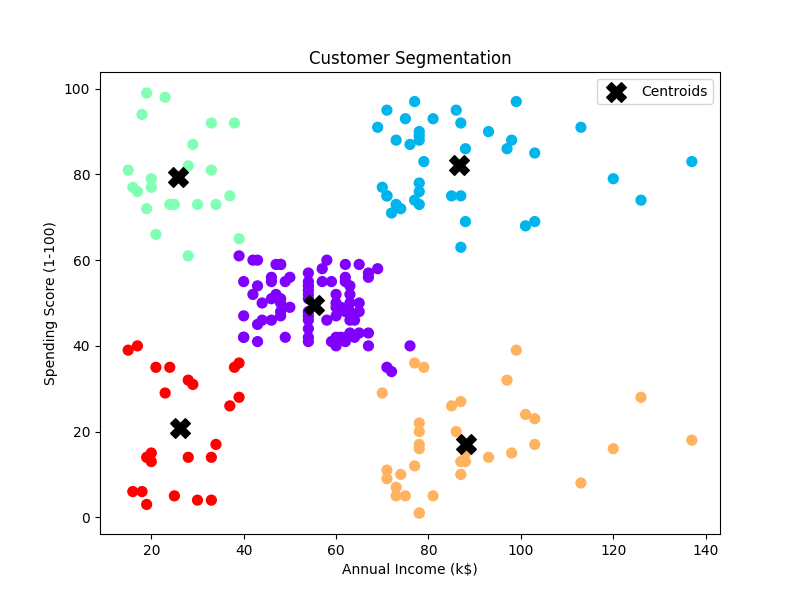 Customer Segmentation
Centroids
Spending Score (1-100)
100
80
60
40
20
0
20 40 60 80 100 120 140
Annual Income (k$)